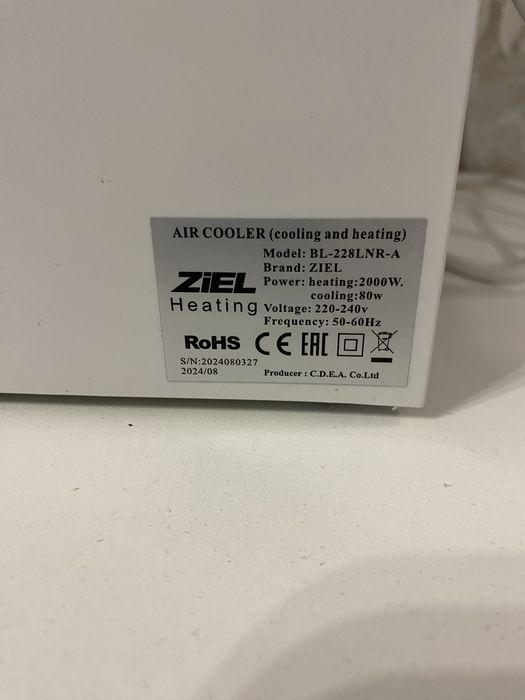 AIR COOLER (cooling and heating)
ZiEL
Heating
Model: BL-228LNR-A
Brand: ZIEL
Power: heating:2000W.
cooling:80w
Voltage: 220-240v
Frequency: 50-60Hz
RoHS CE EAC
S/N:2024080327
2024/08
Producer : C.D.E.A. Co.Ltd